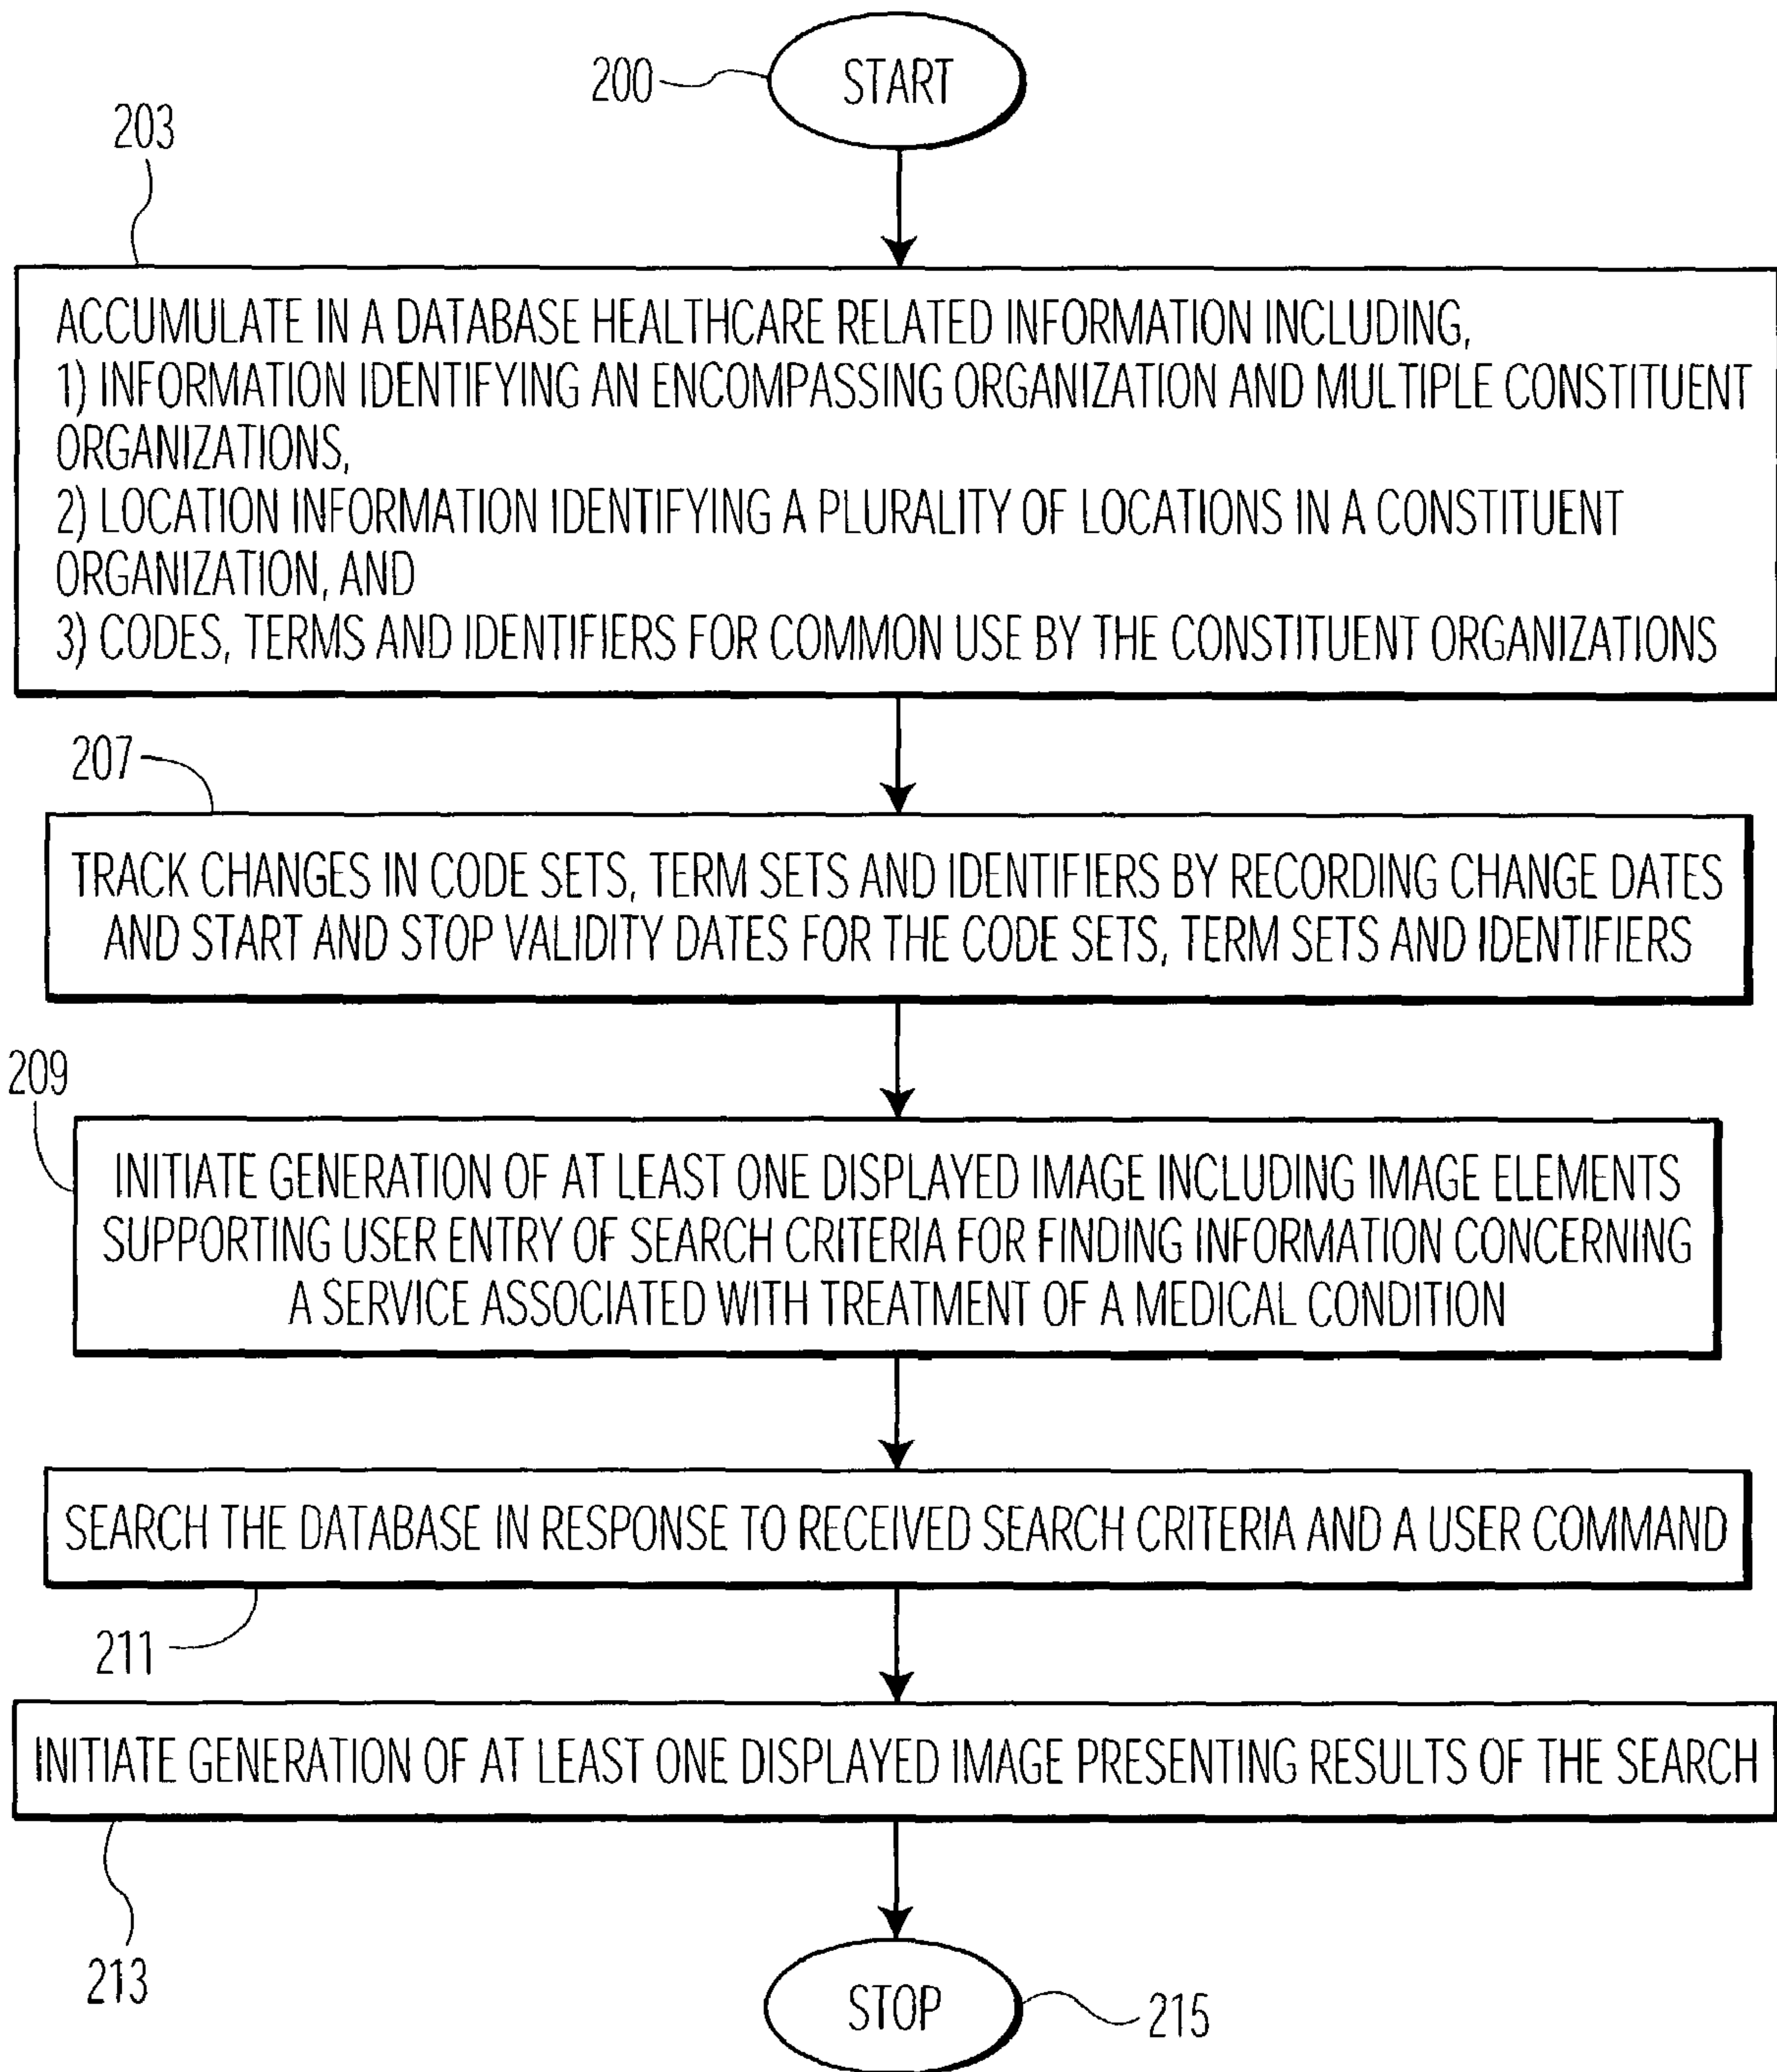 200
START
203
ACCUMULATE IN A DATABASE HEALTHCARE RELATED INFORMATION INCLUDING,
1) INFORMATION IDENTIFYING AN ENCOMPASSING ORGANIZATION AND MULTIPLE CONSTITUENT
ORGANIZATIONS,
2) LOCATION INFORMATION IDENTIFYING A PLURALITY OF LOCATIONS IN A CONSTITUENT
ORGANIZATION, AND
3) CODES, TERMS AND IDENTIFIERS FOR COMMON USE BY THE CONSTITUENT ORGANIZATIONS
207
TRACK CHANGES IN CODE SETS, TERM SETS AND IDENTIFIERS BY RECORDING CHANGE DATES
AND START AND STOP VALIDITY DATES FOR THE CODE SETS, TERM SETS AND IDENTIFIERS
209
INITIATE GENERATION OF AT LEAST ONE DISPLAYED IMAGE INCLUDING IMAGE ELEMENTS
SUPPORTING USER ENTRY OF SEARCH CRITERIA FOR FINDING INFORMATION CONCERNING
A SERVICE ASSOCIATED WITH TREATMENT OF A MEDICAL CONDITION
SEARCH THE DATABASE IN RESPONSE TO RECEIVED SEARCH CRITERIA AND A USER COMMAND
211
INITIATE GENERATION OF AT LEAST ONE DISPLAYED IMAGE PRESENTING RESULTS OF THE SEARCH
213
STOP
215